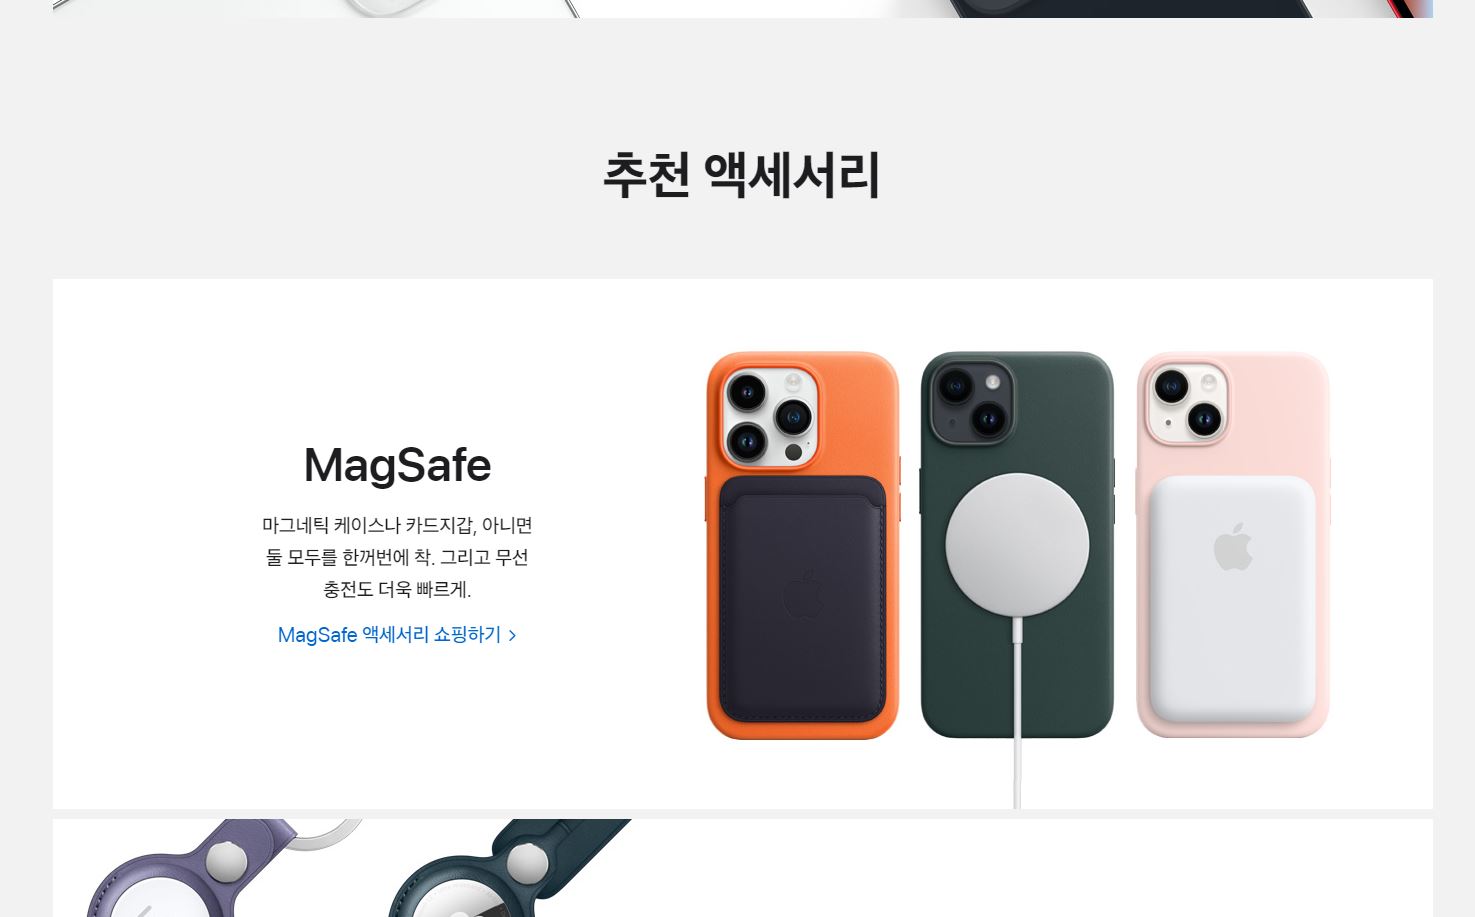 추천 액세서리
MagSafe
마그네틱 케이스나 카드지갑, 아니면
둘 모두를 한꺼번에 착. 그리고 무선
충전도 더욱 빠르게.
MagSafe 액세서리 쇼핑하기 >